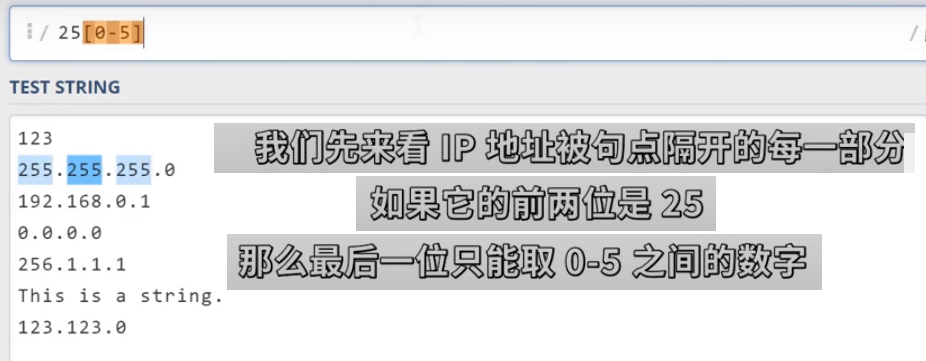 / 25[0-5] /
TEST STRING
123
255.255.255.0
192.168.0.1
0.0.0.0
256.1.1.1
This is a string.
123.123.0
我们先来看 IP 地址被句点隔开的每一部分
如果它的前两位是 25
那么最后一位只能取 0-5 之间的数字